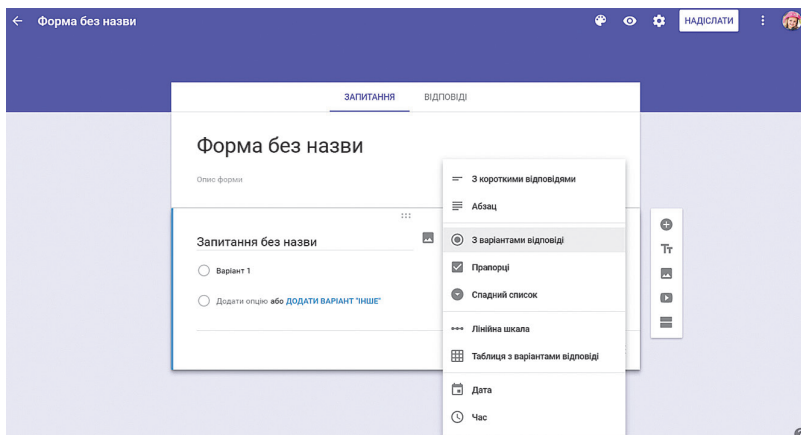 Форма без назви
НАДІСЛАТИ
ЗАПИТАННЯ ВІДПОВІДІ
Форма без назви
Опис форми
Запитання без назви
Варіант 1
Додати опцію або ДОДАТИ ВАРІАНТ "ІНШЕ"
З короткими відповідями
Абзац
З варіантами відповіді
Прапорці
Спадний список
Лінійна шкала
Таблиця з варіантами відповіді
Дата
Час
Тт